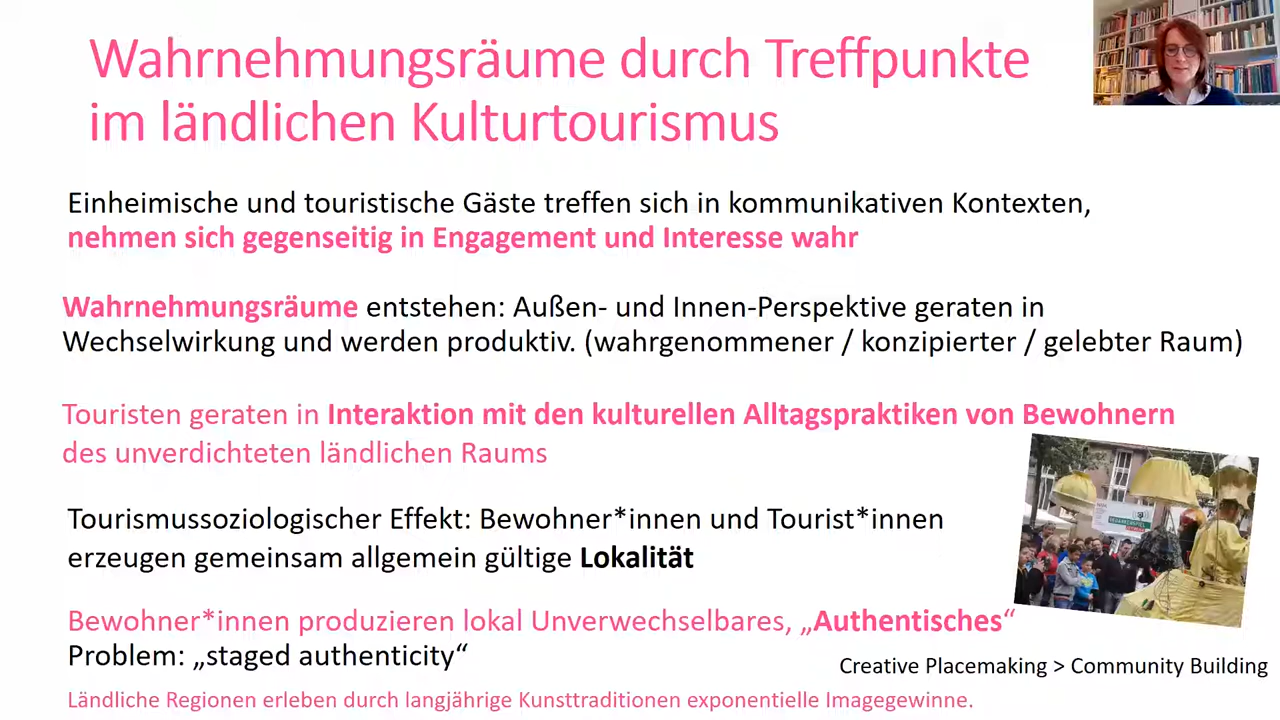 Wahrnehmungsräume durch Treffpunkte
im ländlichen Kulturtourismus
Einheimische und touristische Gäste treffen sich in kommunikativen Kontexten,
nehmen sich gegenseitig in Engagement und Interesse wahr
Wahrnehmungsräume entstehen: Außen- und Innen-Perspektive geraten in
Wechselwirkung und werden produktiv. (wahrgenommener / konzipierter / gelebter Raum)
Touristen geraten in Interaktion mit den kulturellen Alltagspraktiken von Bewohnern
des unverdichteten ländlichen Raums
Tourismussoziologischer Effekt: Bewohner*innen und Tourist*innen
erzeugen gemeinsam allgemein gültige Lokalität
Bewohner*innen produzieren lokal Unverwechselbares, „Authentisches“
Problem: „staged authenticity“
Creative Placemaking > Community Building
Ländliche Regionen erleben durch langjährige Kunsttraditionen exponentielle Imagegewinne.